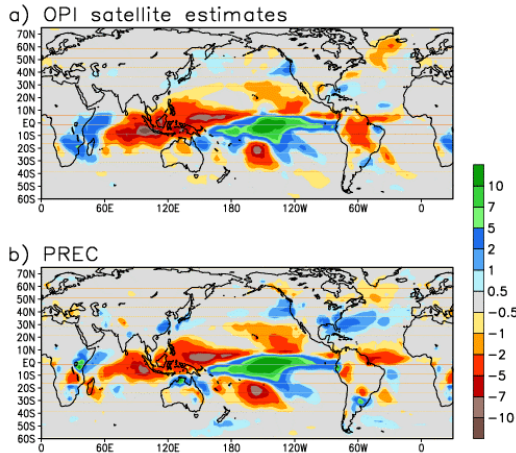 a) OPI satellite estimates
70N
60N
50N
40N
30N
20N
10N
EQ
10S
20S
30S
40S
50S
60S
0 60E 120E 180 120W 60W 0
b) PREC
70N
60N
50N
40N
30N
20N
10N
EQ
10S
20S
30S
40S
50S
60S
0 60E 120E 180 120W 60W 0
10
7
5
2
1
0.5
−0.5
−1
−2
−5
−7
−10